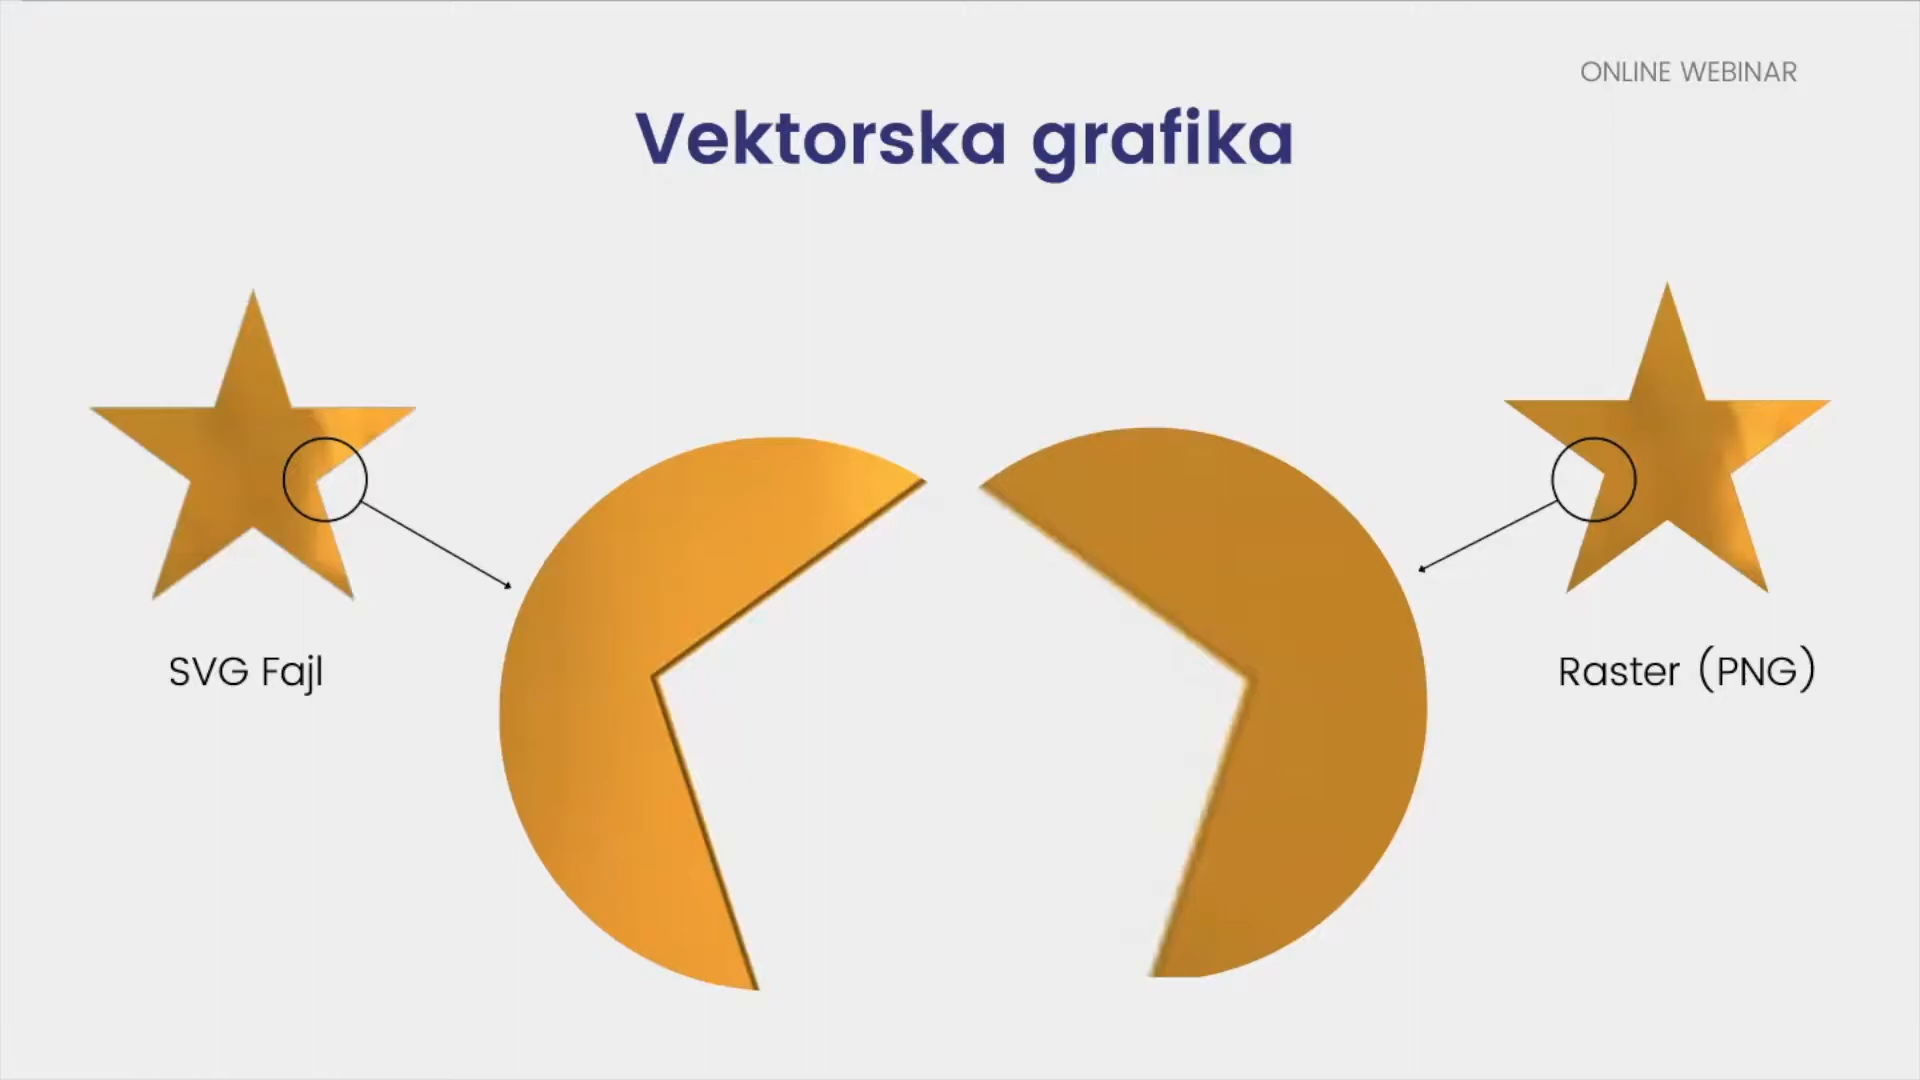 ONLINE WEBINAR
Vektorska grafika
SVG Fajl
Raster (PNG)